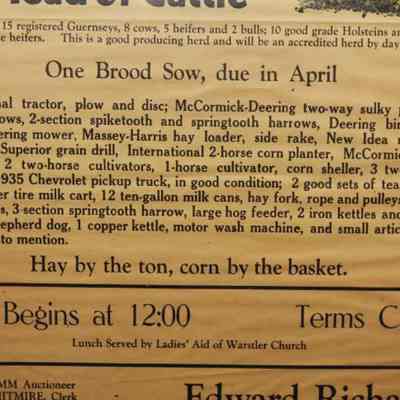 Head of Cattle
15 registered Guernseys, 8 cows, 5 heifers and 2 bulls; 10 good grade Holsteins an
e heifers. This is a good producing herd and will be an accredited herd by day
One Brood Sow, due in April
nal tractor, plow and disc; McCormick-Deering two-way sulky p
ows, 2-section spiketooth and springtooth harrows, Deering bin
ering mower, Massey-Harris hay loader, side rake, New Idea m
Superior grain drill, International 2-horse corn planter, McCormic
2 two-horse cultivators, 1-horse cultivator, corn sheller, 3 tw
935 Chevrolet pickup truck, in good condition; 2 good sets of tea
er tire milk cart, 12 ten-gallon milk cans, hay fork, rope and pulley
s, 3-section springtooth harrow, large hog feeder, 2 iron kettles and
epherd dog, 1 copper kettle, motor wash machine, and small artic
to mention.
Hay by the ton, corn by the basket.
Begins at 12:00 Terms C
Lunch Served by Ladies' Aid of Warstler Church
MM Auctioneer
HITMIRE, Clerk
Edward Richa